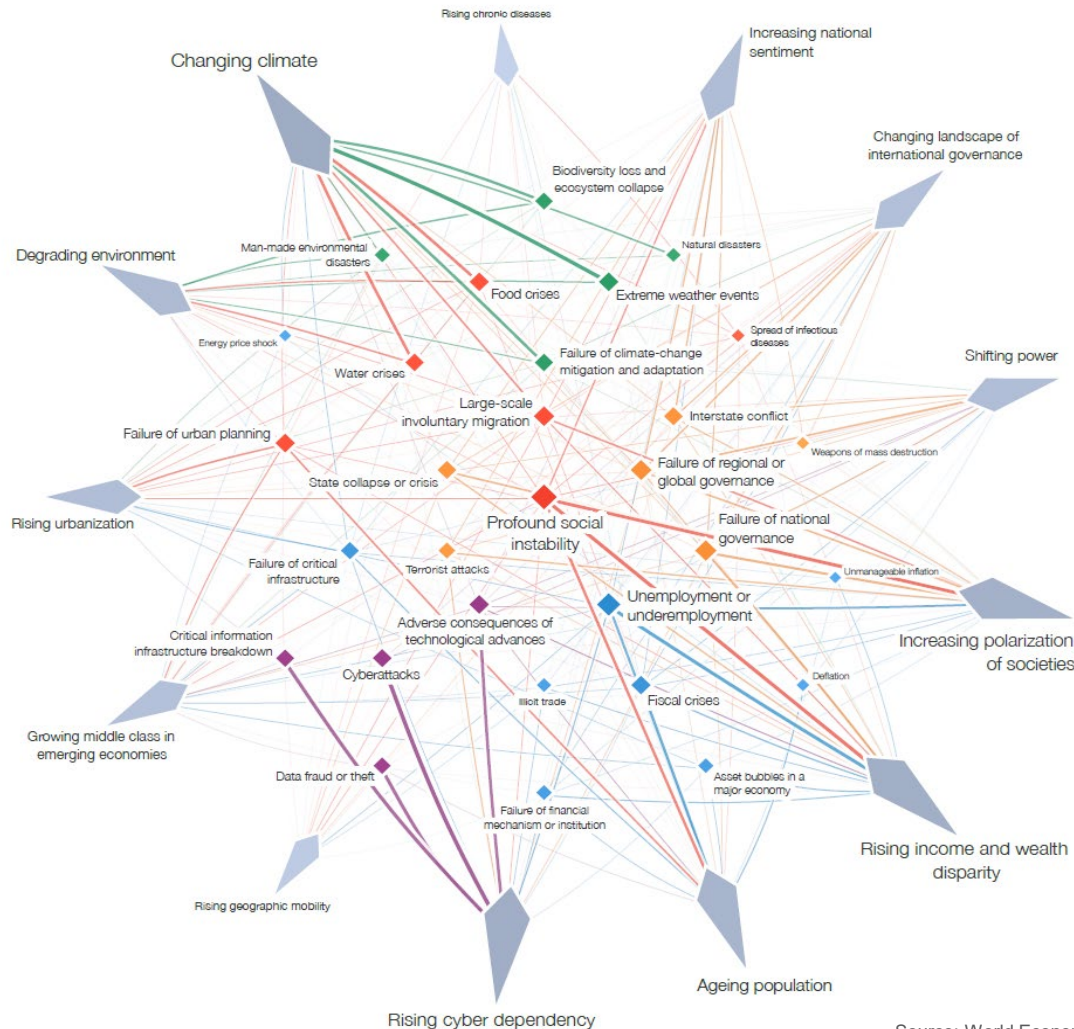 Rising chronic diseases
Increasing national
sentiment
Changing climate
Changing landscape of
international governance
Biodiversity loss and
ecosystem collapse
Man-made environmental
disasters
Natural disasters
Degrading environment
Food crises
Extreme weather events
Energy price shock
Spread of infectious
diseases
Water crises
Failure of climate-change
mitigation and adaptation
Shifting power
Large-scale
involuntary migration
Interstate conflict
Failure of urban planning
Weapons of mass destruction
State collapse or crisis
Failure of regional or
global governance
Rising urbanization
Profound social
instability
Failure of national
governance
Failure of critical
infrastructure
Terrorist attacks
Unmanageable inflation
Unemployment or
underemployment
Adverse consequences of
technological advances
Increasing polarization
of societies
Critical information
infrastructure breakdown
Cyberattacks
Illicit trade
Fiscal crises
Deflation
Growing middle class in
emerging economies
Data fraud or theft
Asset bubbles in a
major economy
Failure of financial
mechanism or institution
Rising income and wealth
disparity
Rising geographic mobility
Ageing population
Rising cyber dependency
Source: World